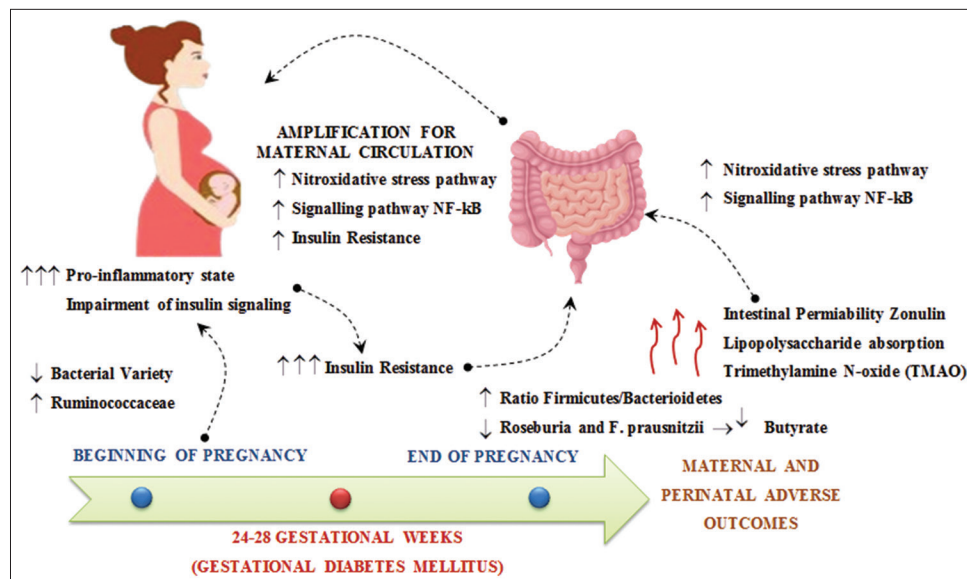 AMPLIFICATION FOR
MATERNAL CIRCULATION
↑ Nitroxidative stress pathway
↑ Signalling pathway NF-kB
↑ Insulin Resistance
↑ Nitroxidative stress pathway
↑ Signalling pathway NF-kB
↑↑↑ Pro-inflammatory state
Impairment of insulin signaling
Intestinal Permiability Zonulin
Lipopolysaccharide absorption
Trimethylamine N-oxide (TMAO)
↑↑↑ Insulin Resistance
↓ Bacterial Variety
↑ Ruminococcaceae
↑ Ratio Firmicutes/Bacterioidetes
↓ Roseburia and F. prausnitzii → ↓ Butyrate
BEGINNING OF PREGNANCY
END OF PREGNANCY
MATERNAL AND
PERINATAL ADVERSE
OUTCOMES
24-28 GESTATIONAL WEEKS
(GESTATIONAL DIABETES MELLITUS)